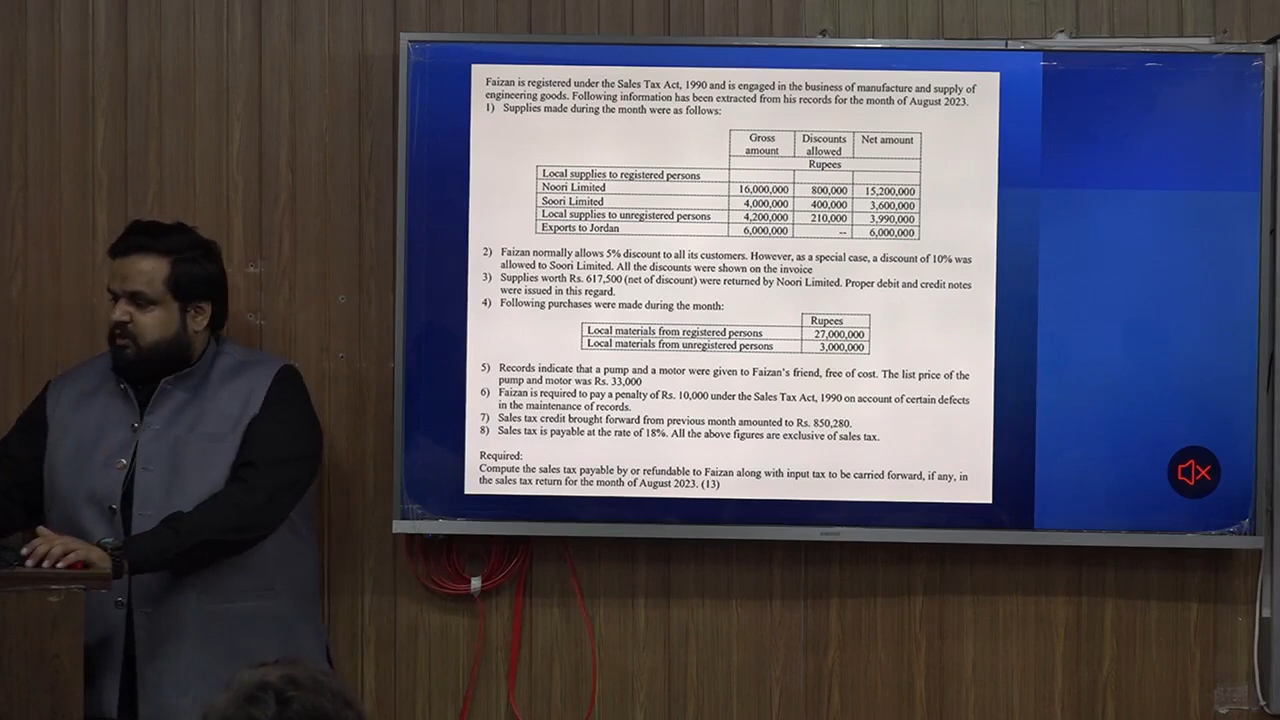 Faizan is registered under the Sales Tax Act, 1990 and is engaged in the business of manufacture and supply of
engineering goods. Following information has been extracted from his records for the month of August 2023.
1) Supplies made during the month were as follows:
Gross amount Discounts allowed Net amount
Rupees
Local supplies to registered persons
Noori Limited 16,000,000 800,000 15,200,000
Soori Limited 4,000,000 400,000 3,600,000
Local supplies to unregistered persons 4,200,000 210,000 3,990,000
Exports to Jordan 6,000,000 -- 6,000,000
2) Faizan normally allows 5% discount to all its customers. However, as a special case, a discount of 10% was
allowed to Soori Limited. All the discounts were shown on the invoice
3) Supplies worth Rs. 617,500 (net of discount) were returned by Noori Limited. Proper debit and credit notes
were issued in this regard.
4) Following purchases were made during the month:
Rupees
Local materials from registered persons 27,000,000
Local materials from unregistered persons 3,000,000
5) Records indicate that a pump and a motor were given to Faizan's friend, free of cost. The list price of the
pump and motor was Rs. 33,000
6) Faizan is required to pay a penalty of Rs. 10,000 under the Sales Tax Act, 1990 on account of certain defects
in the maintenance of records.
7) Sales tax credit brought forward from previous month amounted to Rs. 850,280.
8) Sales tax is payable at the rate of 18%. All the above figures are exclusive of sales tax.
Required:
Compute the sales tax payable by or refundable to Faizan along with input tax to be carried forward, if any, in
the sales tax return for the month of August 2023. (13)